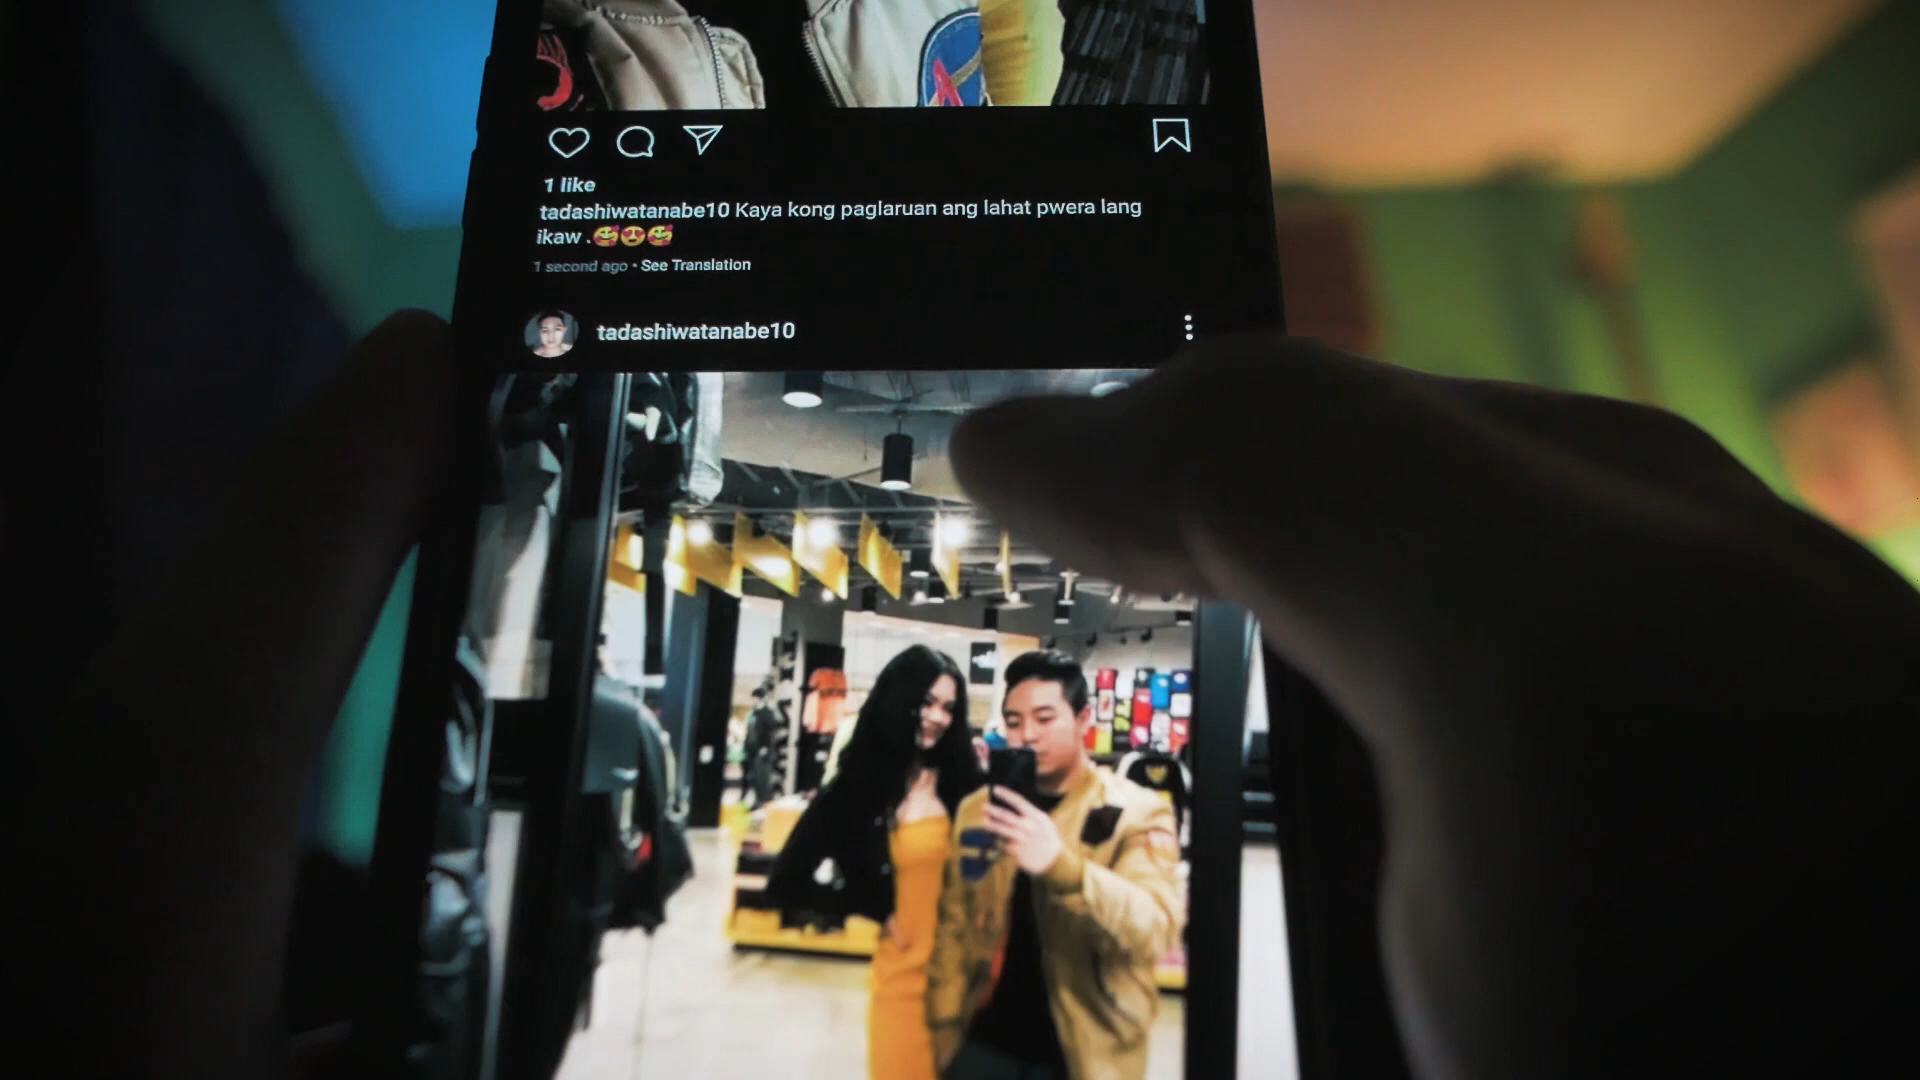 1 like
tadashiwatanabe10 Kaya kong paglaruan ang lahat pwera lang
ikaw .🥰😍🥰
1 second ago • See Translation
tadashiwatanabe10